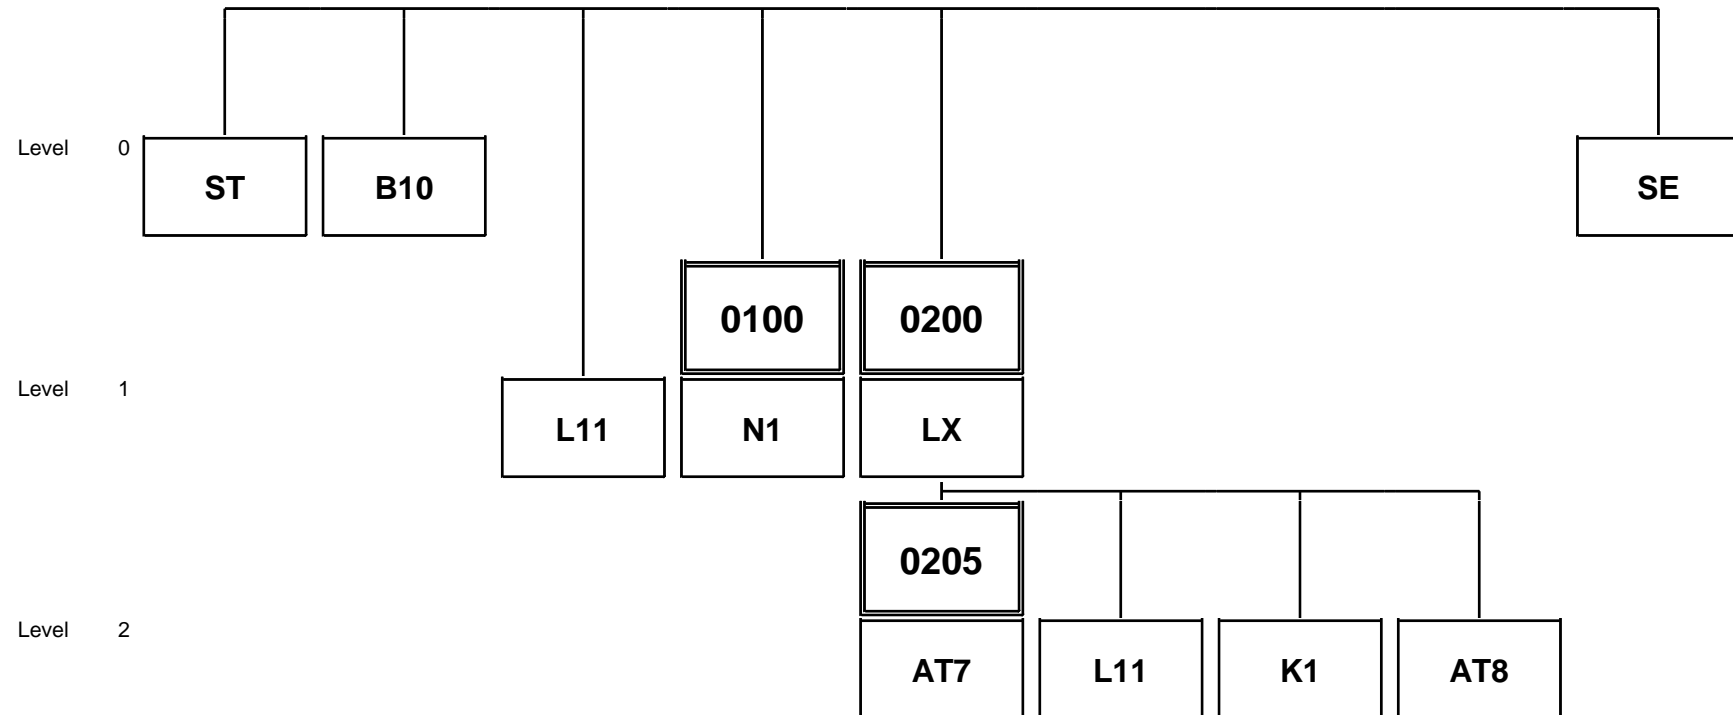 Level 0
ST B10 SE
0100 0200
Level 1
L11 N1 LX
0205
Level 2
AT7 L11 K1 AT8